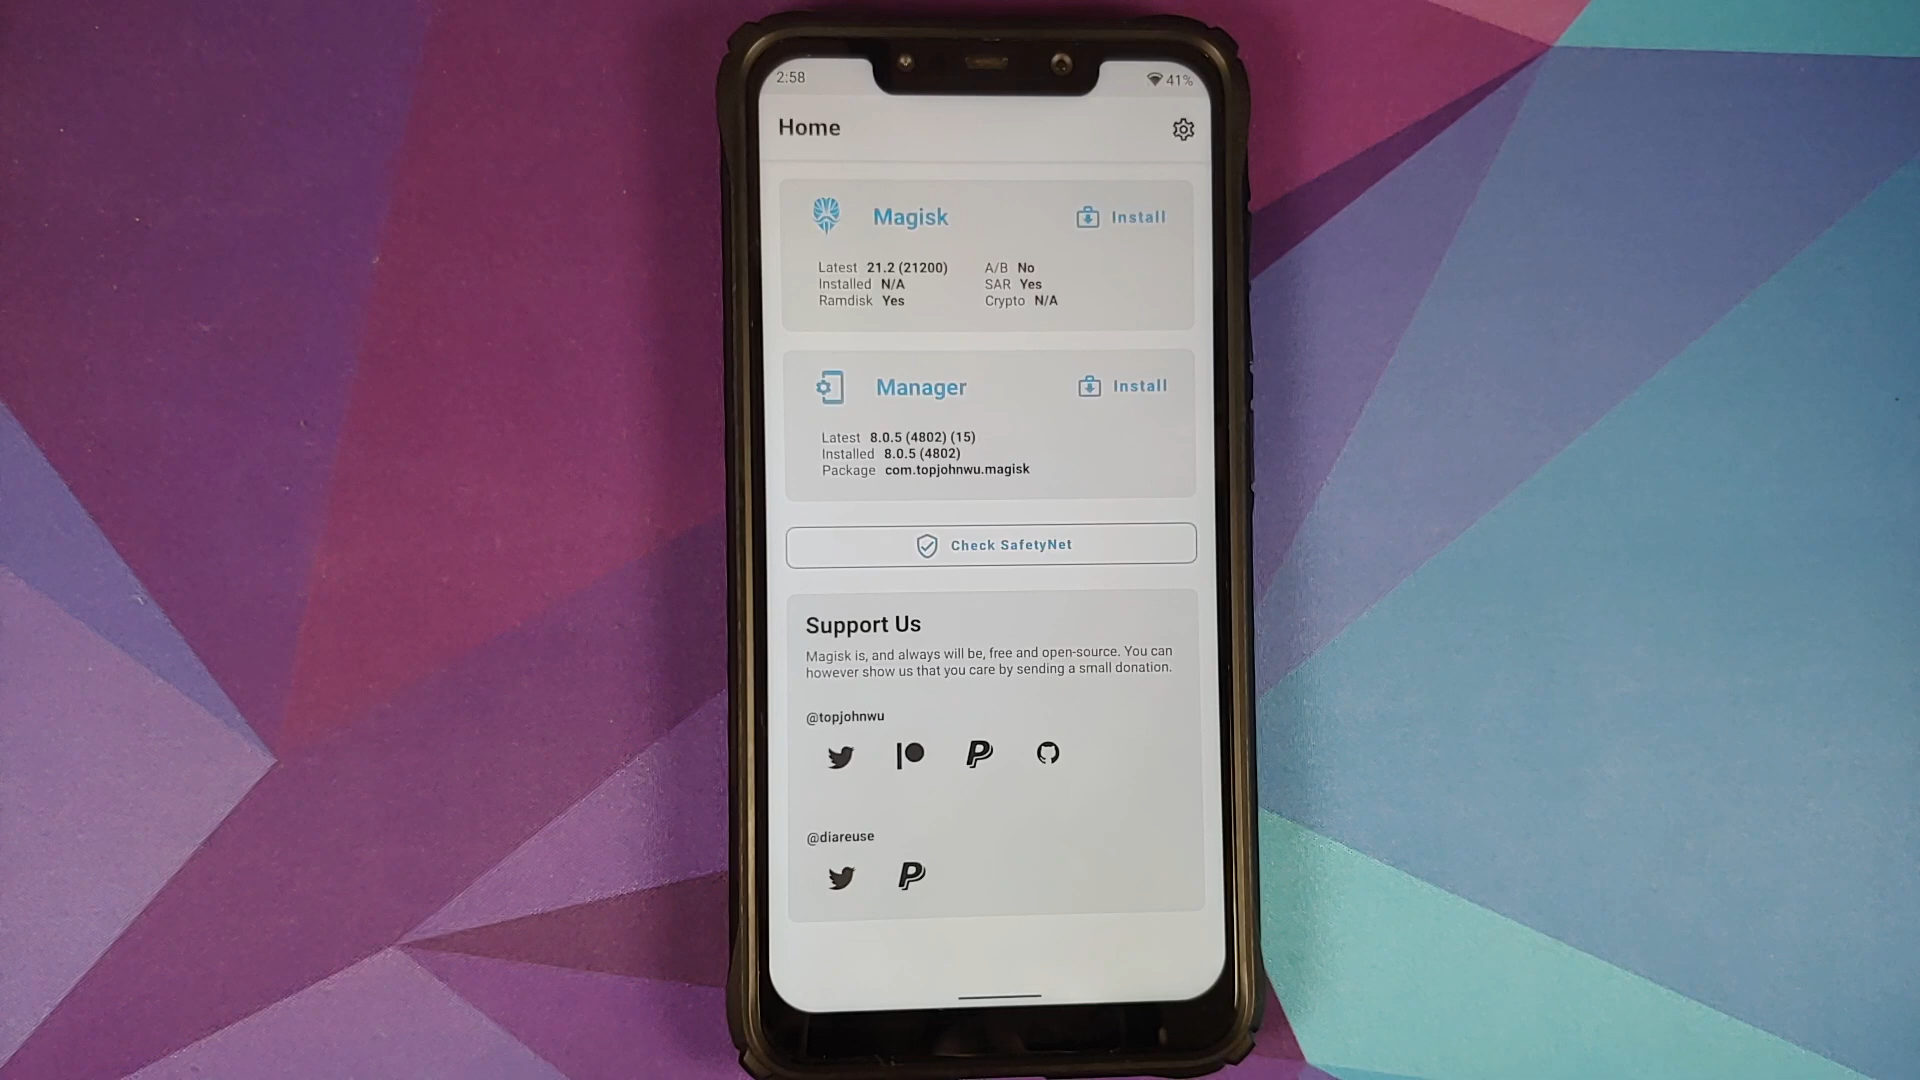 2:58
41%
Home
Magisk
Install
Latest 21.2 (21200)
A/B No
Installed N/A
SAR Yes
Ramdisk Yes
Crypto N/A
Manager
Install
Latest 8.0.5 (4802) (15)
Installed 8.0.5 (4802)
Package com.topjohnwu.magisk
Check SafetyNet
Support Us
Magisk is, and always will be, free and open-source. You can
however show us that you care by sending a small donation.
@topjohnwu
@diareuse